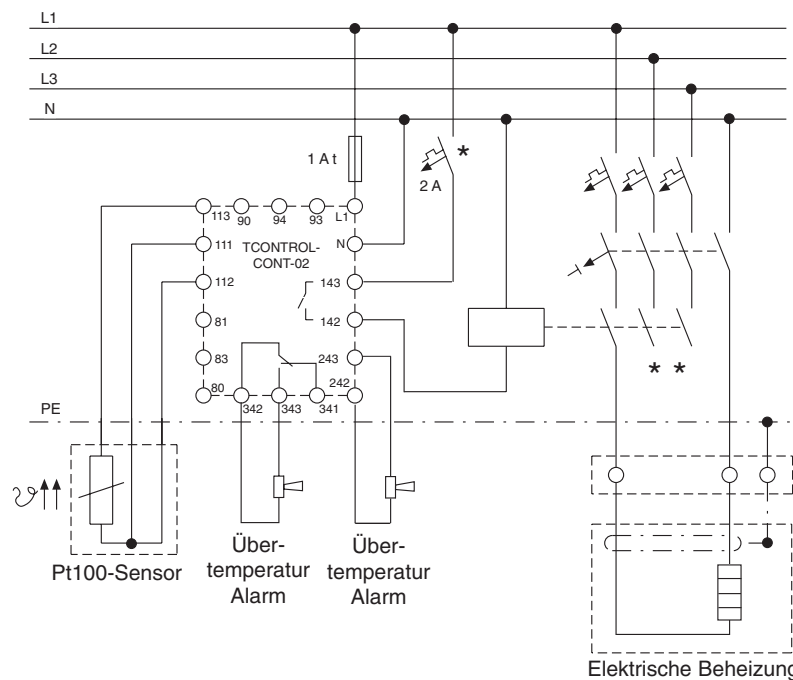 L1
L2
L3
N
1 A t
*
2 A
113
90
94
93
L1
111
TCONTROL-
CONT-02
N
112
143
81
142
83
243
80
342
343
341
242
* *
PE
Pt100-Sensor
Über-
temperatur
Alarm
Über-
temperatur
Alarm
Elektrische Beheizung